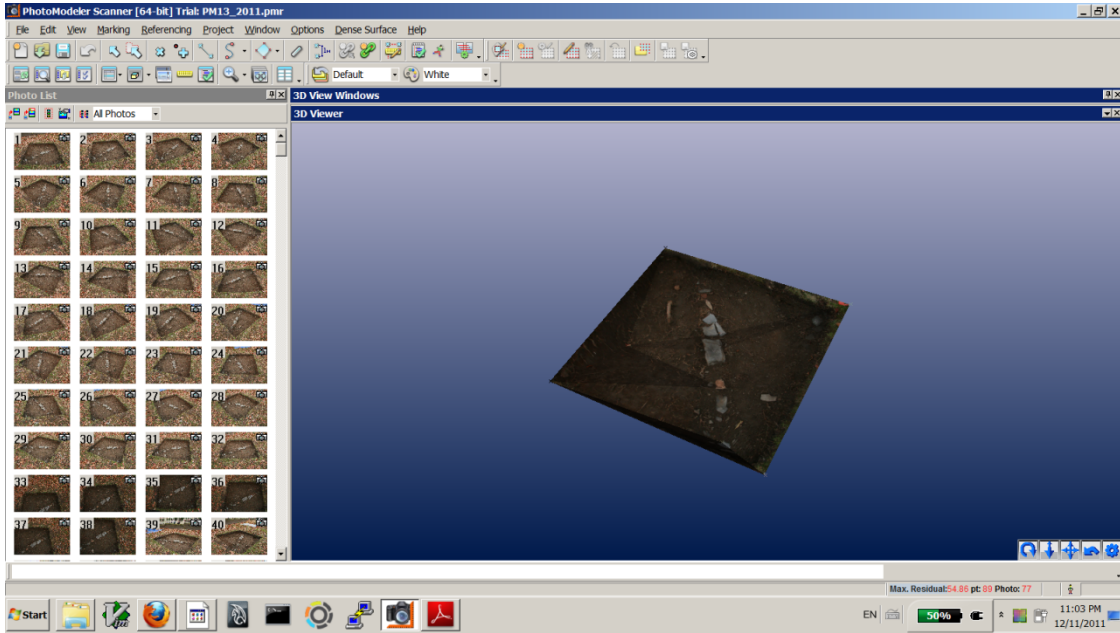 PhotoModeler Scanner [64-bit] Trial: PM13_2011.pmr
File Edit View Marking Referencing Project Window Options Dense Surface Help
Default White
Photo List
3D View Windows
All Photos
3D Viewer
1 2 3 4
5 6 7 8
9 10 11 12
13 14 15 16
17 18 19 20
21 22 23 24
25 26 27 28
29 30 31 32
33 34 35 36
37 38 39 40
Max. Residual:54.86 pt: 89 Photo: 77
Start
EN
50%
11:03 PM
12/11/2011